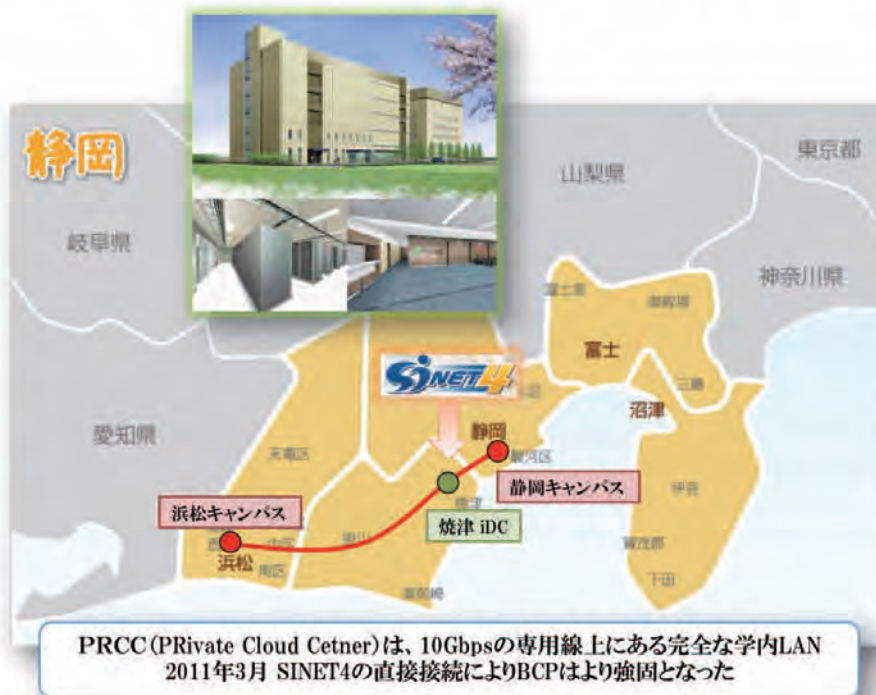 静岡
岐阜県
山梨県
東京都
神奈川県
愛知県
富士宮
御殿場
富士
三島
沼津
SINET4
静岡
駿河区
天竜区
静岡キャンパス
浜松キャンパス
焼津
焼津 iDC
伊豆
掛川
浜松
南区
賀茂郡
下田
御前崎
PRCC(PRivate Cloud Cetner)は、10Gbpsの専用線上にある完全な学内LAN
2011年3月 SINET4の直接接続によりBCPはより強固となった